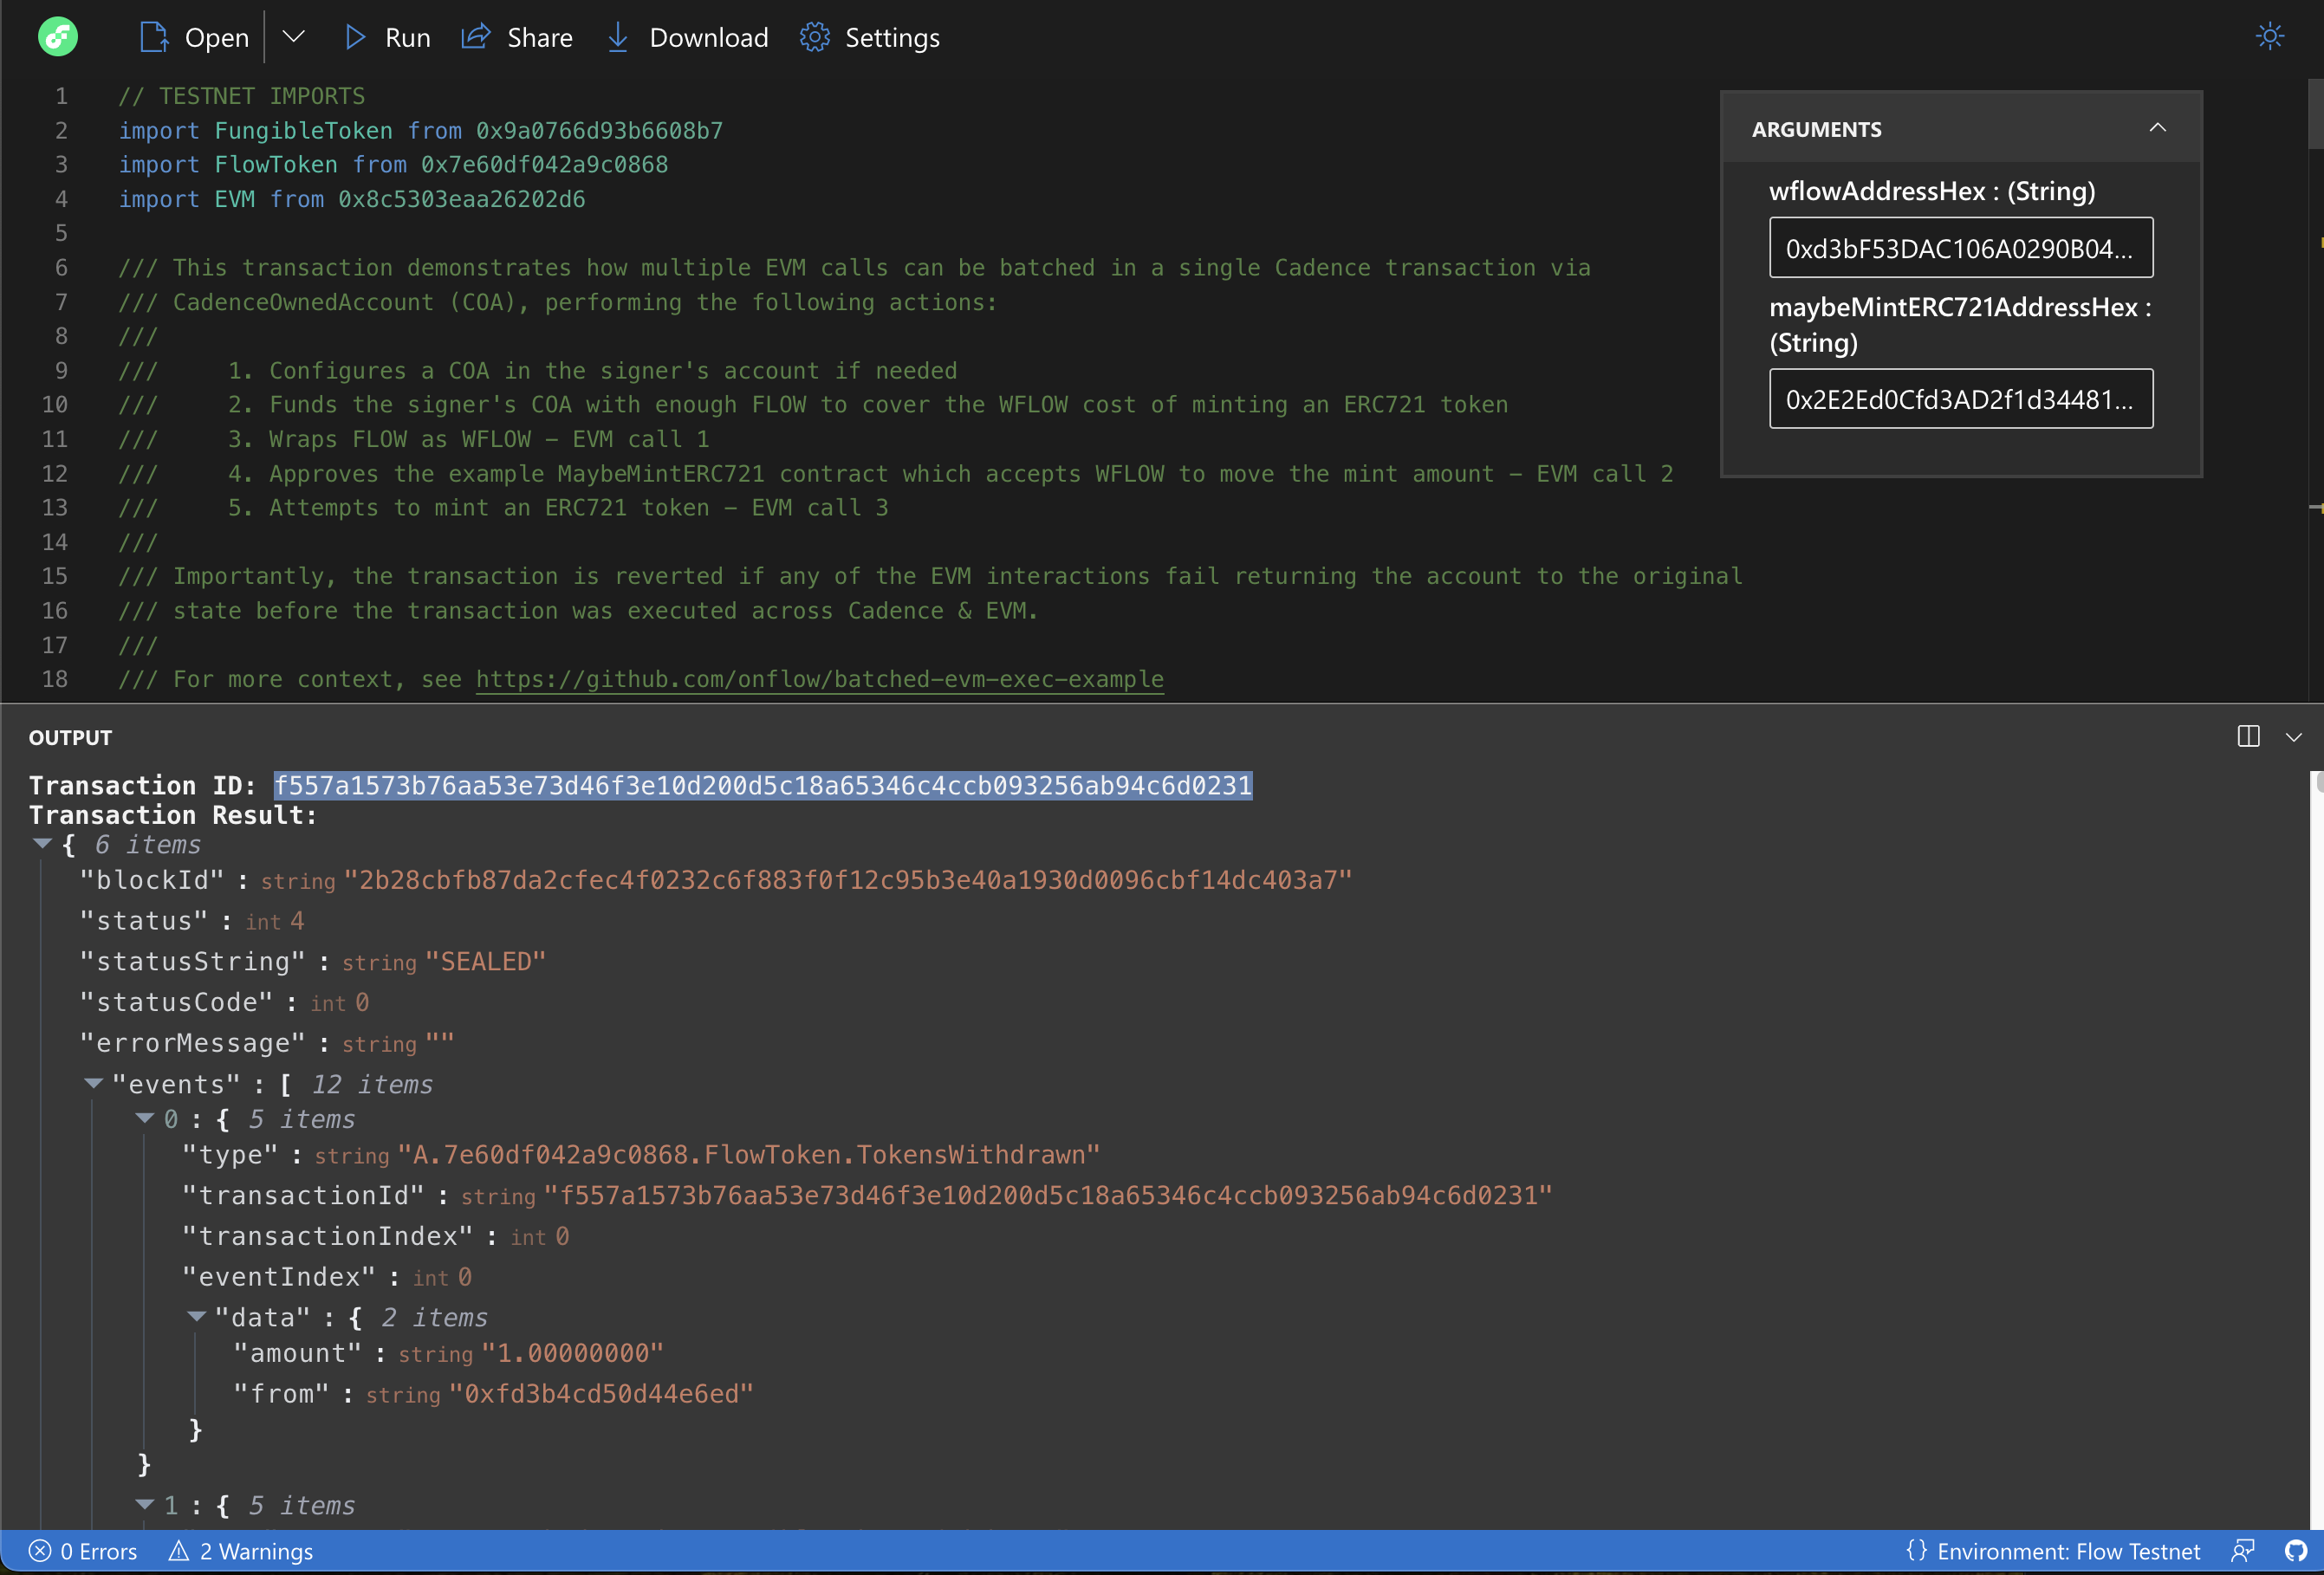 Open Run Share Download Settings
1 // TESTNET IMPORTS
2 import FungibleToken from 0x9a0766d93b6608b7
3 import FlowToken from 0x7e60df042a9c0868
4 import EVM from 0x8c5303eaa26202d6
5
6 /// This transaction demonstrates how multiple EVM calls can be batched in a single Cadence transaction via
7 /// CadenceOwnedAccount (COA), performing the following actions:
8 ///
9 ///     1. Configures a COA in the signer's account if needed
10 ///     2. Funds the signer's COA with enough FLOW to cover the WFLOW cost of minting an ERC721 token
11 ///     3. Wraps FLOW as WFLOW - EVM call 1
12 ///     4. Approves the example MaybeMintERC721 contract which accepts WFLOW to move the mint amount - EVM call 2
13 ///     5. Attempts to mint an ERC721 token - EVM call 3
14 ///
15 /// Importantly, the transaction is reverted if any of the EVM interactions fail returning the account to the original
16 /// state before the transaction was executed across Cadence & EVM.
17 ///
18 /// For more context, see https://github.com/onflow/batched-evm-exec-example
ARGUMENTS
wflowAddressHex : (String)
0xd3bF53DAC106A0290B04...
maybeMintERC721AddressHex :
(String)
0x2E2Ed0Cfd3AD2f1d34481...
OUTPUT
Transaction ID: f557a1573b76aa53e73d46f3e10d200d5c18a65346c4ccb093256ab94c6d0231
Transaction Result:
{ 6 items
"blockId" : string "2b28cbfb87da2cfec4f0232c6f883f0f12c95b3e40a1930d0096cbf14dc403a7"
"status" : int 4
"statusString" : string "SEALED"
"statusCode" : int 0
"errorMessage" : string ""
"events" : [ 12 items
0 : { 5 items
"type" : string "A.7e60df042a9c0868.FlowToken.TokensWithdrawn"
"transactionId" : string "f557a1573b76aa53e73d46f3e10d200d5c18a65346c4ccb093256ab94c6d0231"
"transactionIndex" : int 0
"eventIndex" : int 0
"data" : { 2 items
"amount" : string "1.00000000"
"from" : string "0xfd3b4cd50d44e6ed"
}
}
1 : { 5 items
0 Errors 2 Warnings {} Environment: Flow Testnet